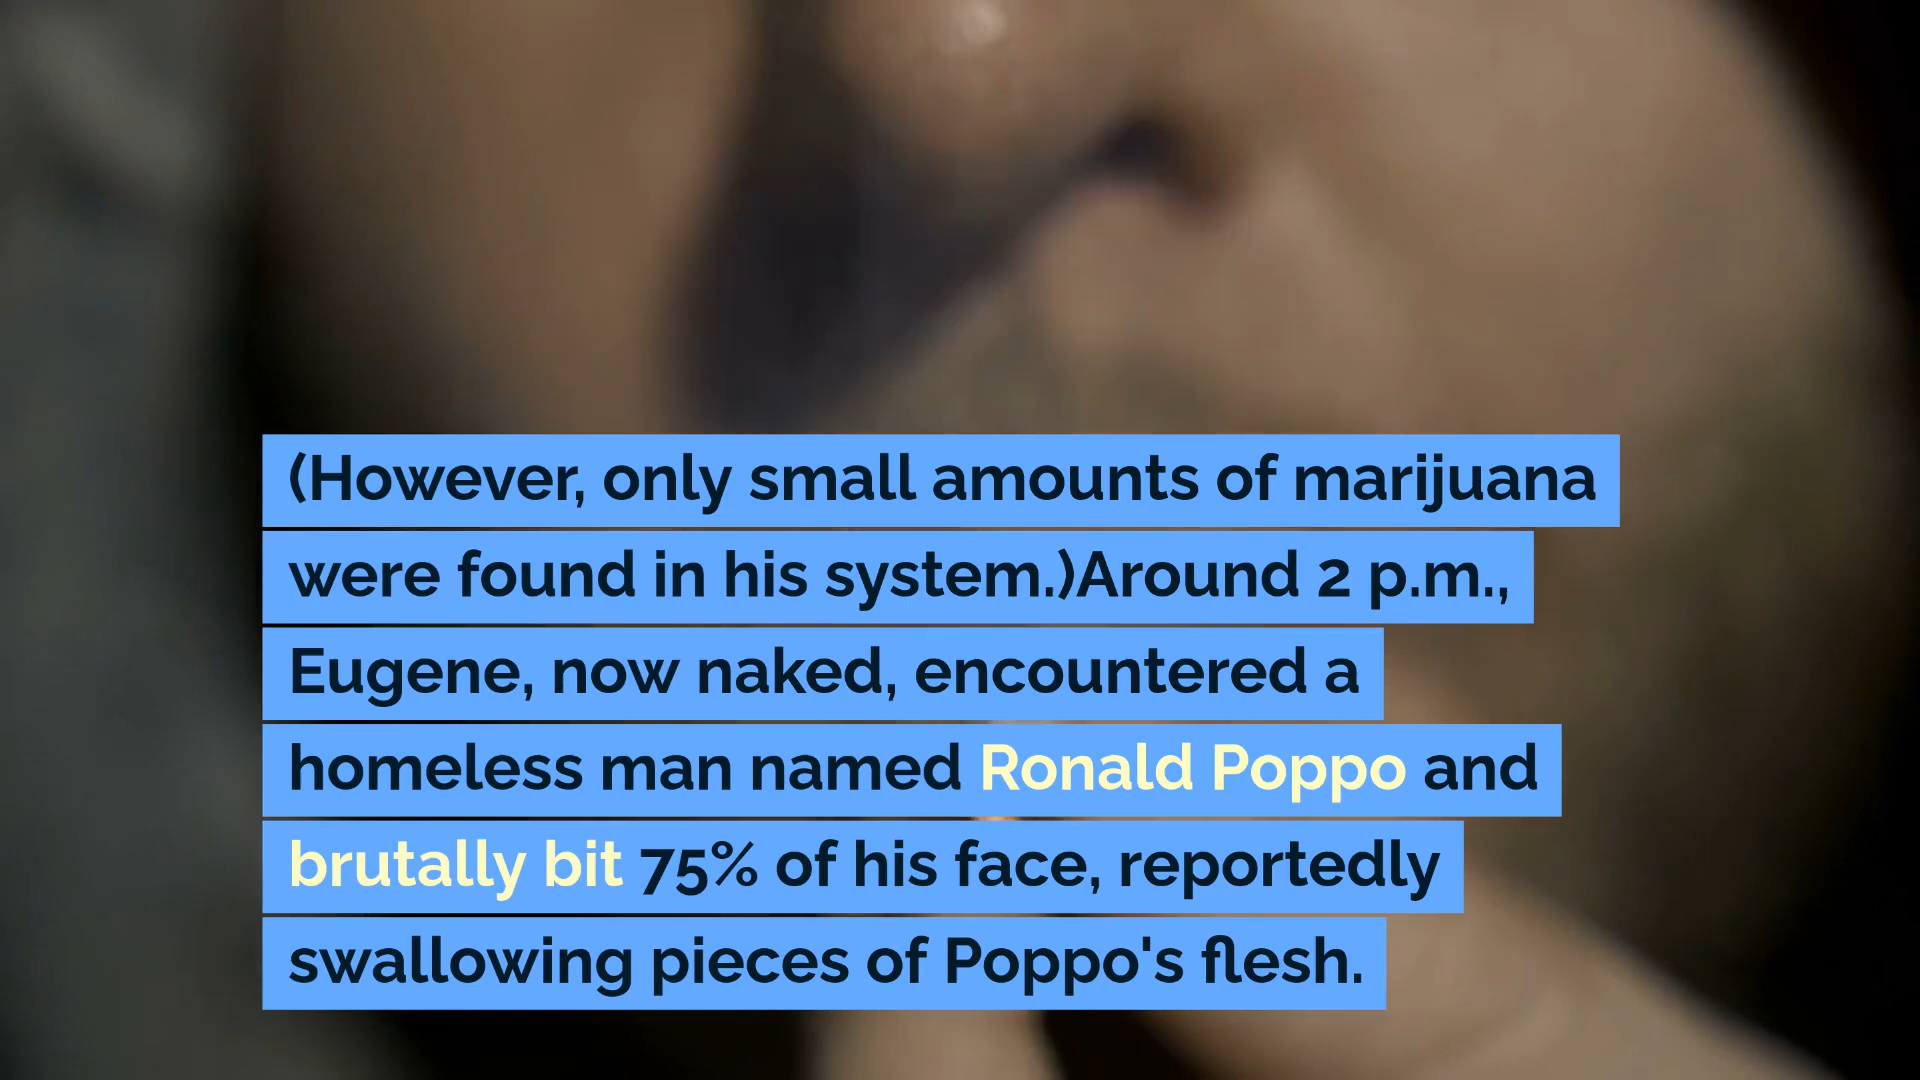 (However, only small amounts of marijuana
were found in his system.)Around 2 p.m.,
Eugene, now naked, encountered a
homeless man named Ronald Poppo and
brutally bit 75% of his face, reportedly
swallowing pieces of Poppo's flesh.